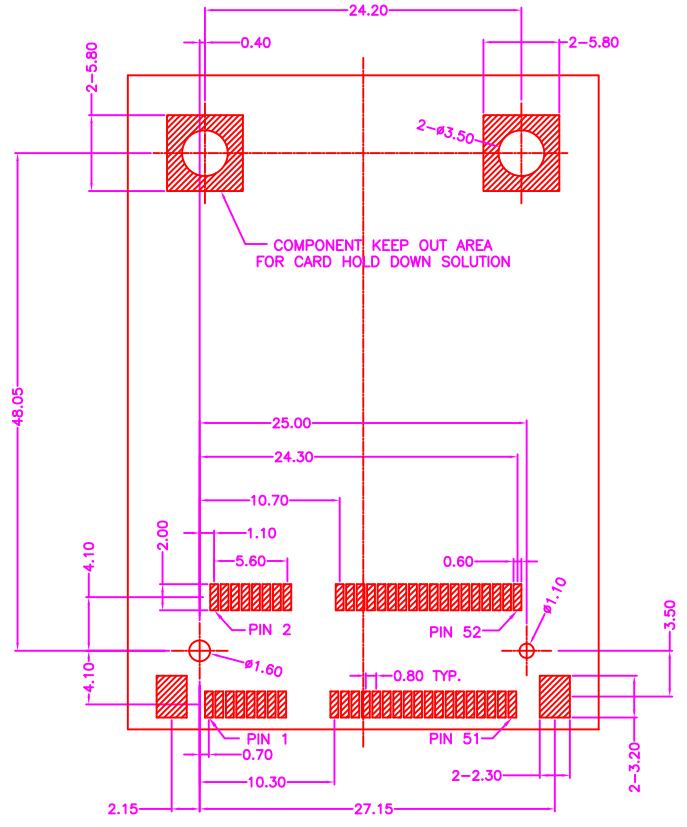 24.20
0.40
2-5.80
2-5.80
2-ø3.50
COMPONENT KEEP OUT AREA
FOR CARD HOLD DOWN SOLUTION
48.05
25.00
24.30
10.70
1.10
2.00
5.60
0.60
4.10
PIN 2
PIN 52
ø1.10
3.50
ø1.60
4.10
0.80 TYP.
PIN 1
PIN 51
0.70
10.30
2-2.30
2-3.20
2.15
27.15